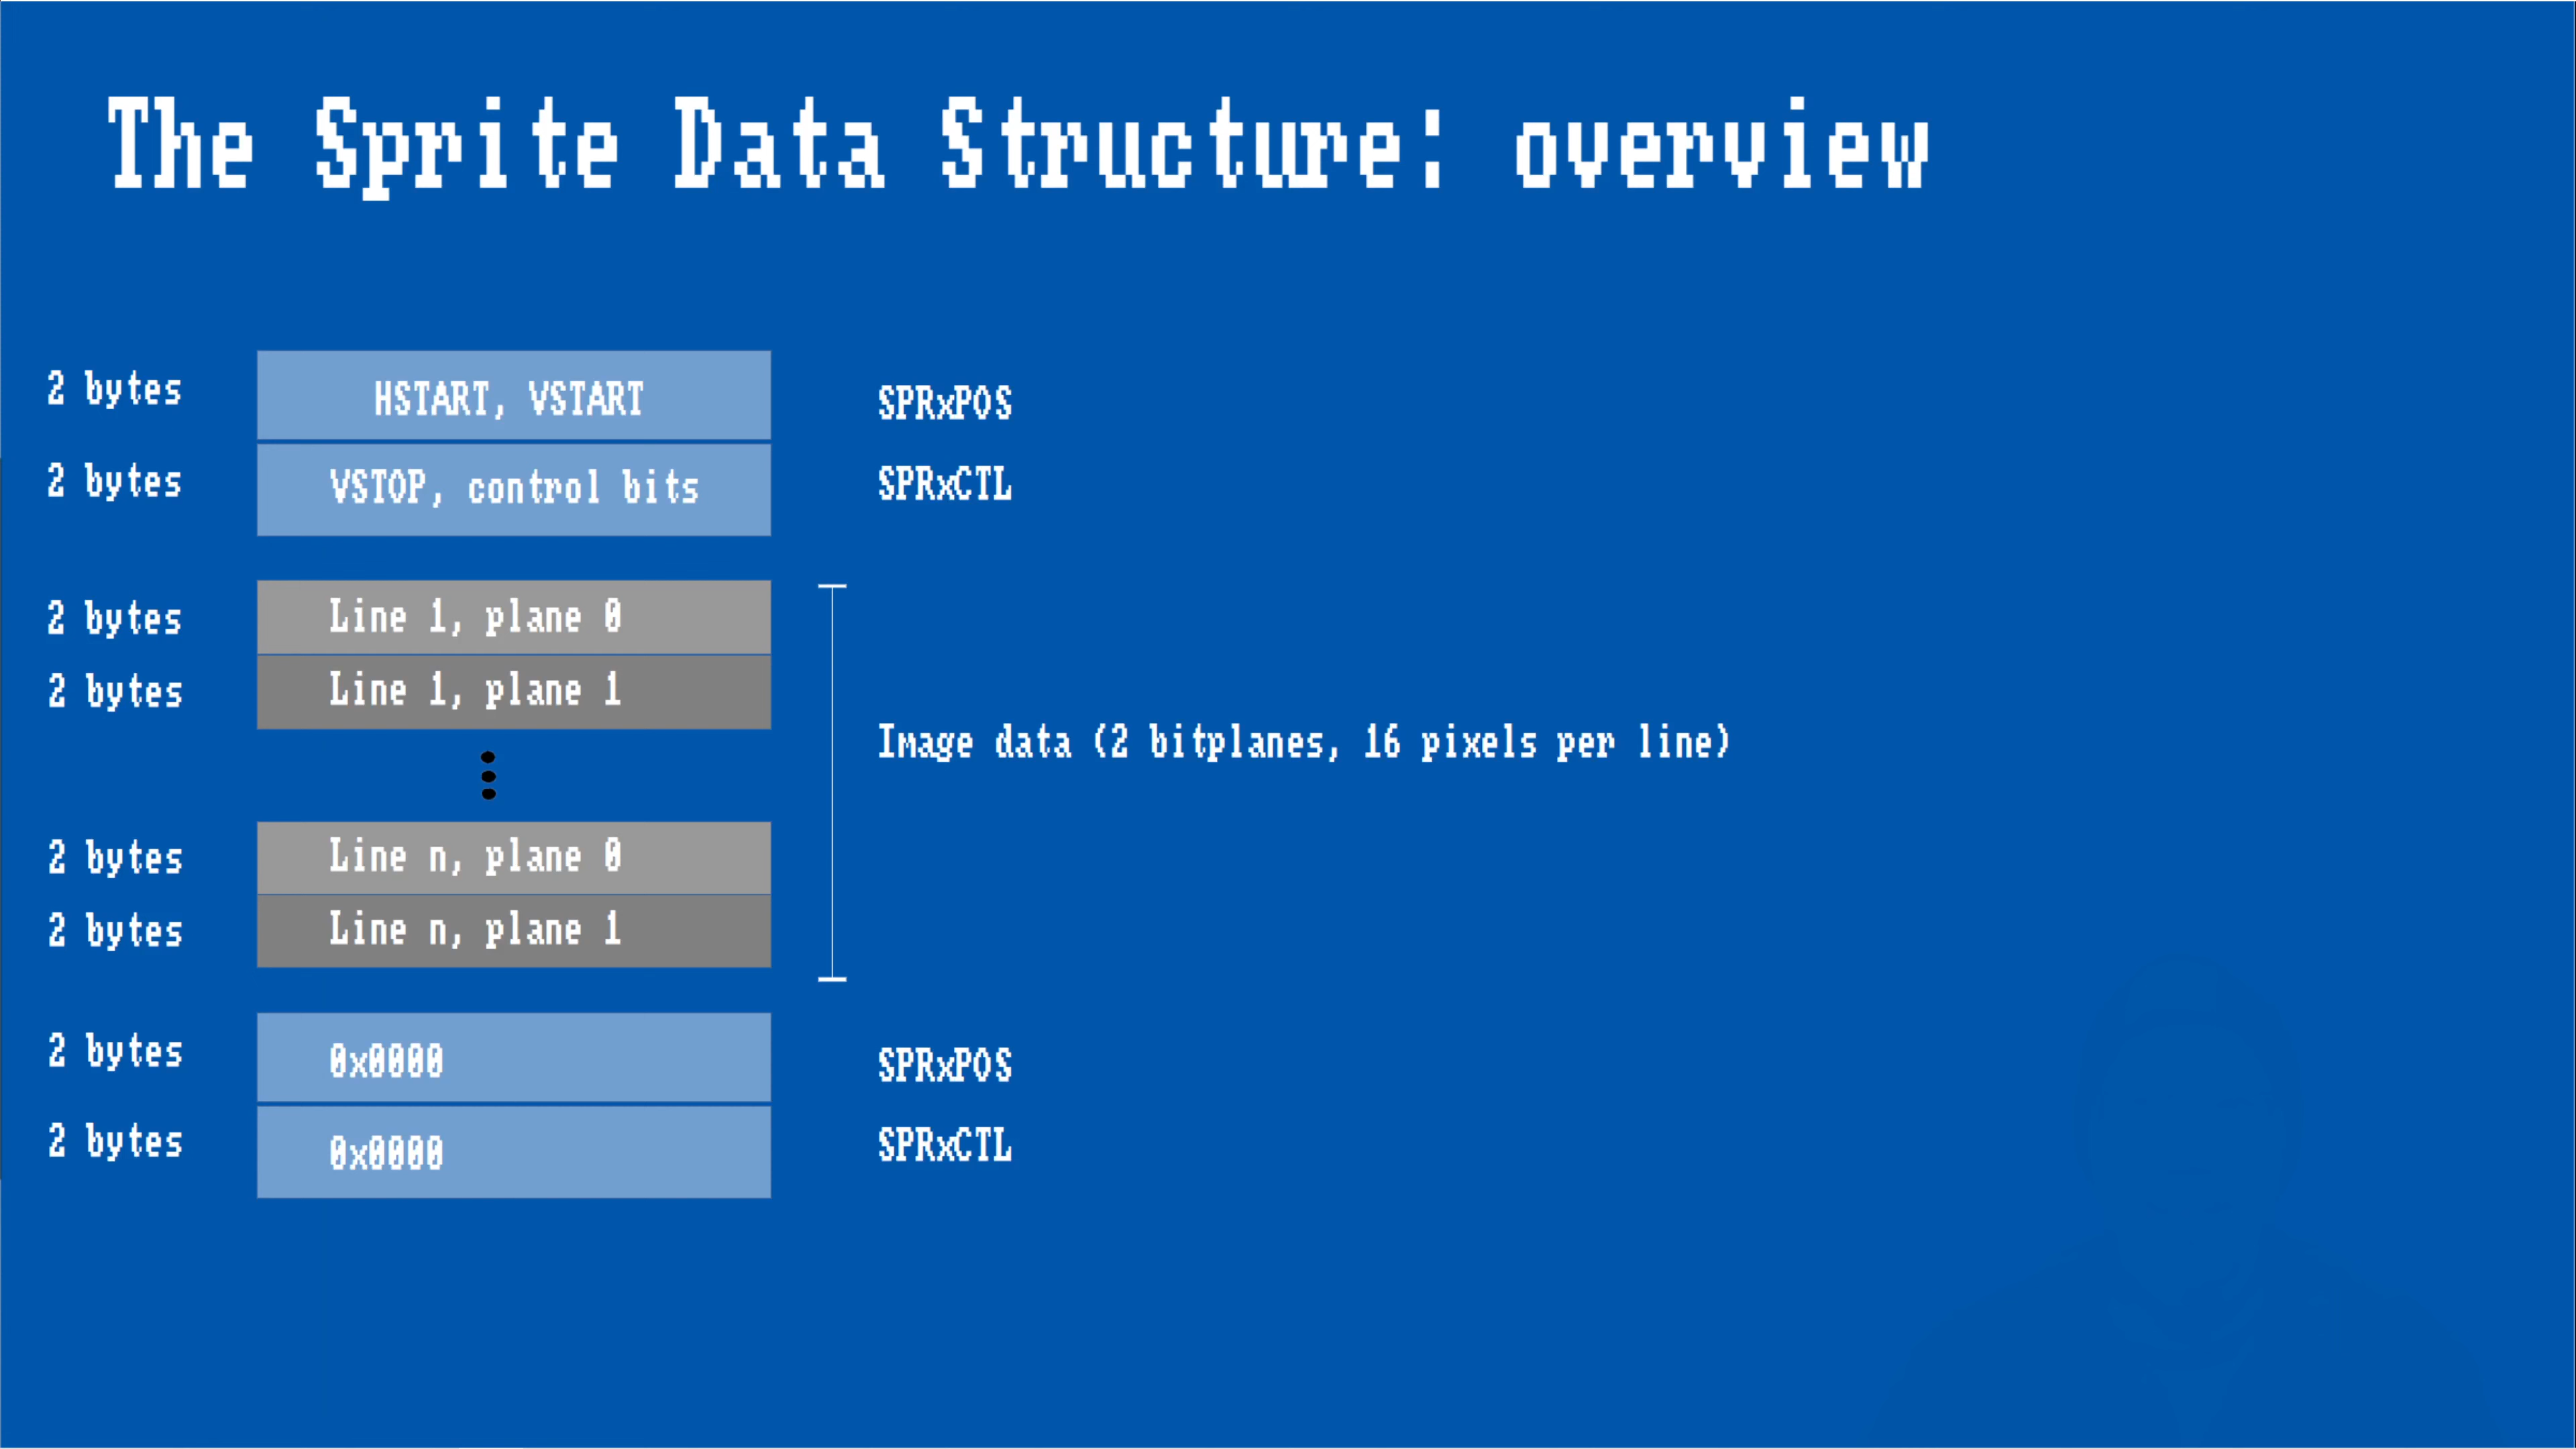 The Sprite Data Structure: overview
2 bytes HSTART, VSTART SPRxPOS
2 bytes VSTOP, control bits SPRxCTL
2 bytes Line 1, plane 0
2 bytes Line 1, plane 1
Image data (2 bitplanes, 16 pixels per line)
2 bytes Line n, plane 0
2 bytes Line n, plane 1
2 bytes 0x0000 SPRxPOS
2 bytes 0x0000 SPRxCTL